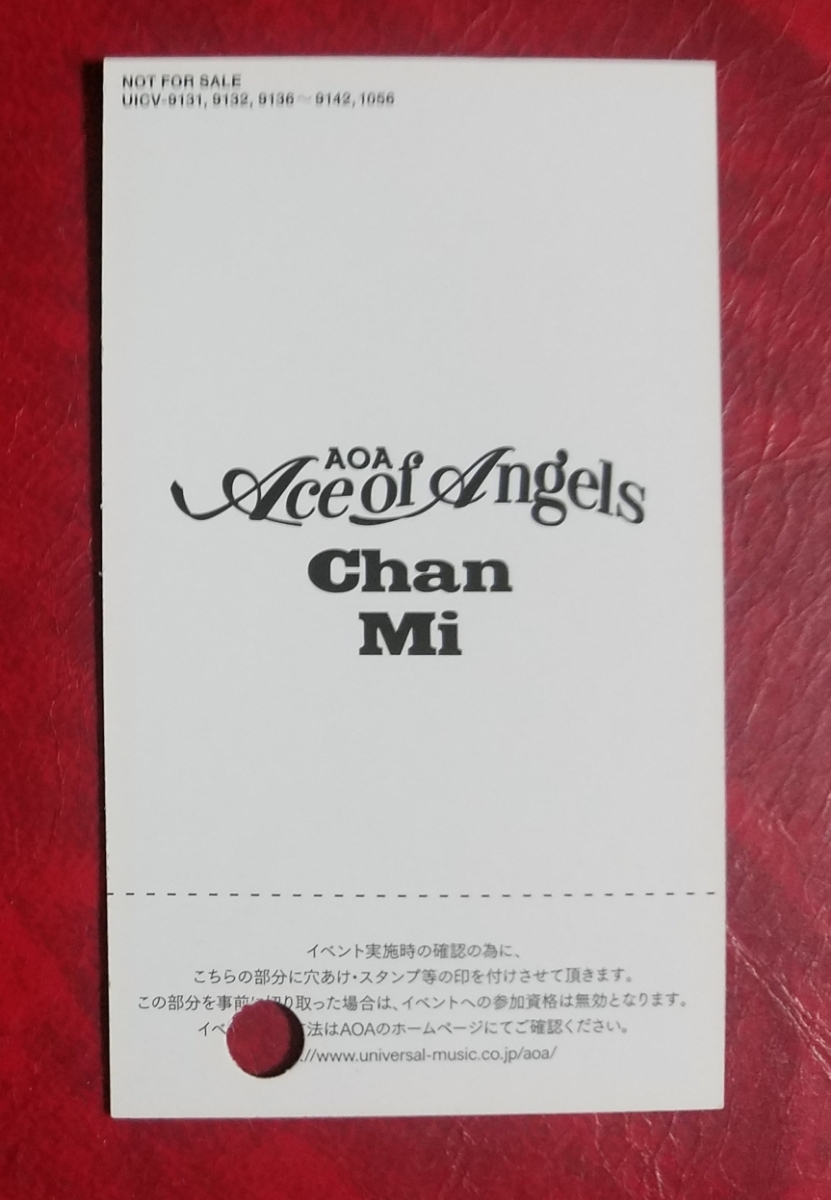 NOT FOR SALE
UICV-9131, 9132, 9136～9142, 1056
AOA
Ace of Angels
Chan
Mi
イベント実施時の確認の為に、
こちらの部分に穴あけ・スタンプ等の印を付けさせて頂きます。
この部分を事前に切り取った場合は、イベントへの参加資格は無効となります。
イベ 法はAOAのホームページにてご確認ください。
://www.universal-music.co.jp/aoa/